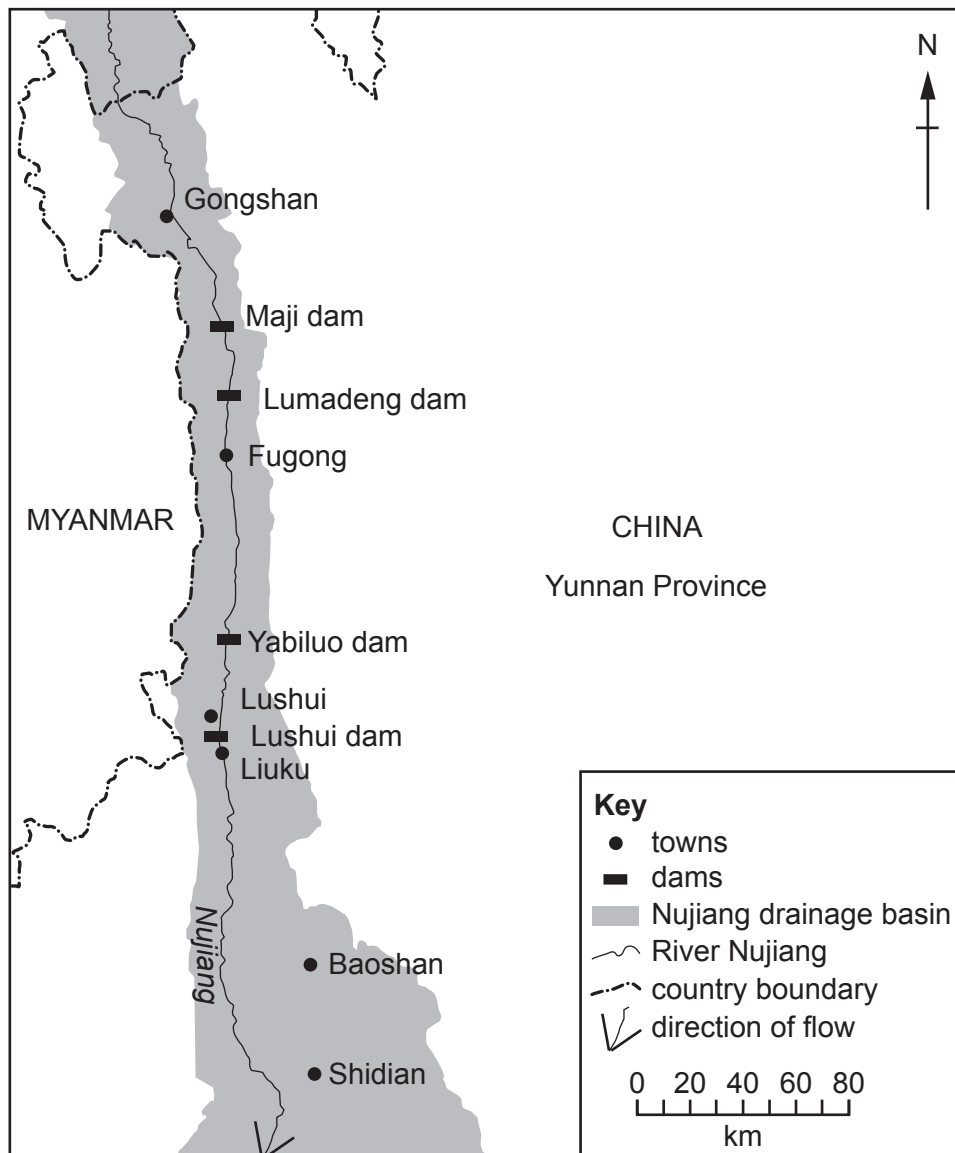 N
Gongshan
Maji dam
Lumadeng dam
Fugong
MYANMAR
CHINA
Yunnan Province
Yabiluo dam
Lushui
Lushui dam
Liuku
Nujiang
Baoshan
Shidian
Key
towns
dams
Nujiang drainage basin
River Nujiang
country boundary
direction of flow
0 20 40 60 80
km